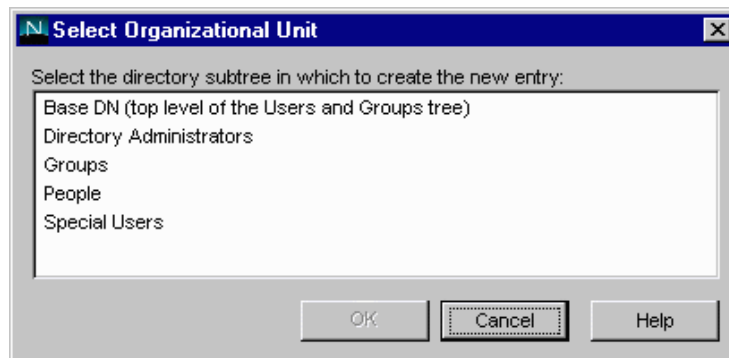 Select Organizational Unit
Select the directory subtree in which to create the new entry:
Base DN (top level of the Users and Groups tree)
Directory Administrators
Groups
People
Special Users
OK
Cancel
Help